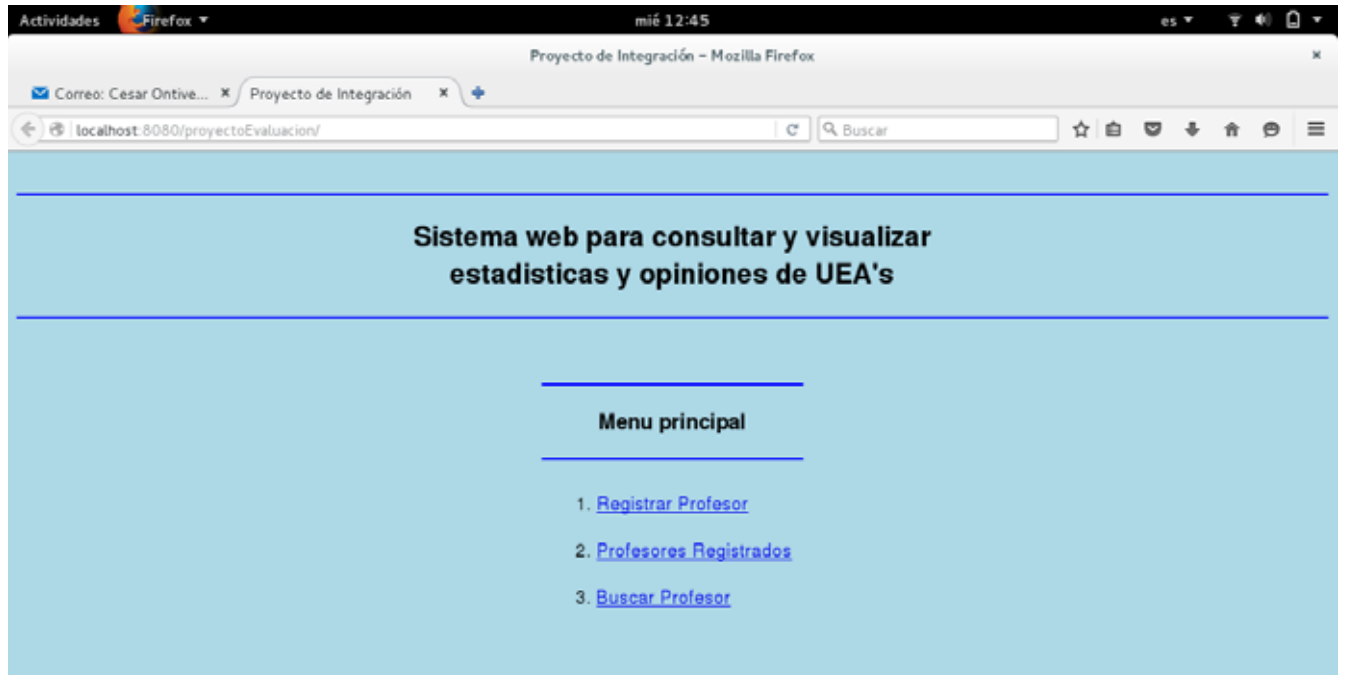 Actividades Firefox mié 12:45 es
Proyecto de Integración – Mozilla Firefox
Correo: Cesar Ontive... Proyecto de Integración
localhost:8080/proyectoEvaluacion/ Buscar
Sistema web para consultar y visualizar
estadisticas y opiniones de UEA's
Menu principal
1. Registrar Profesor
2. Profesores Registrados
3. Buscar Profesor